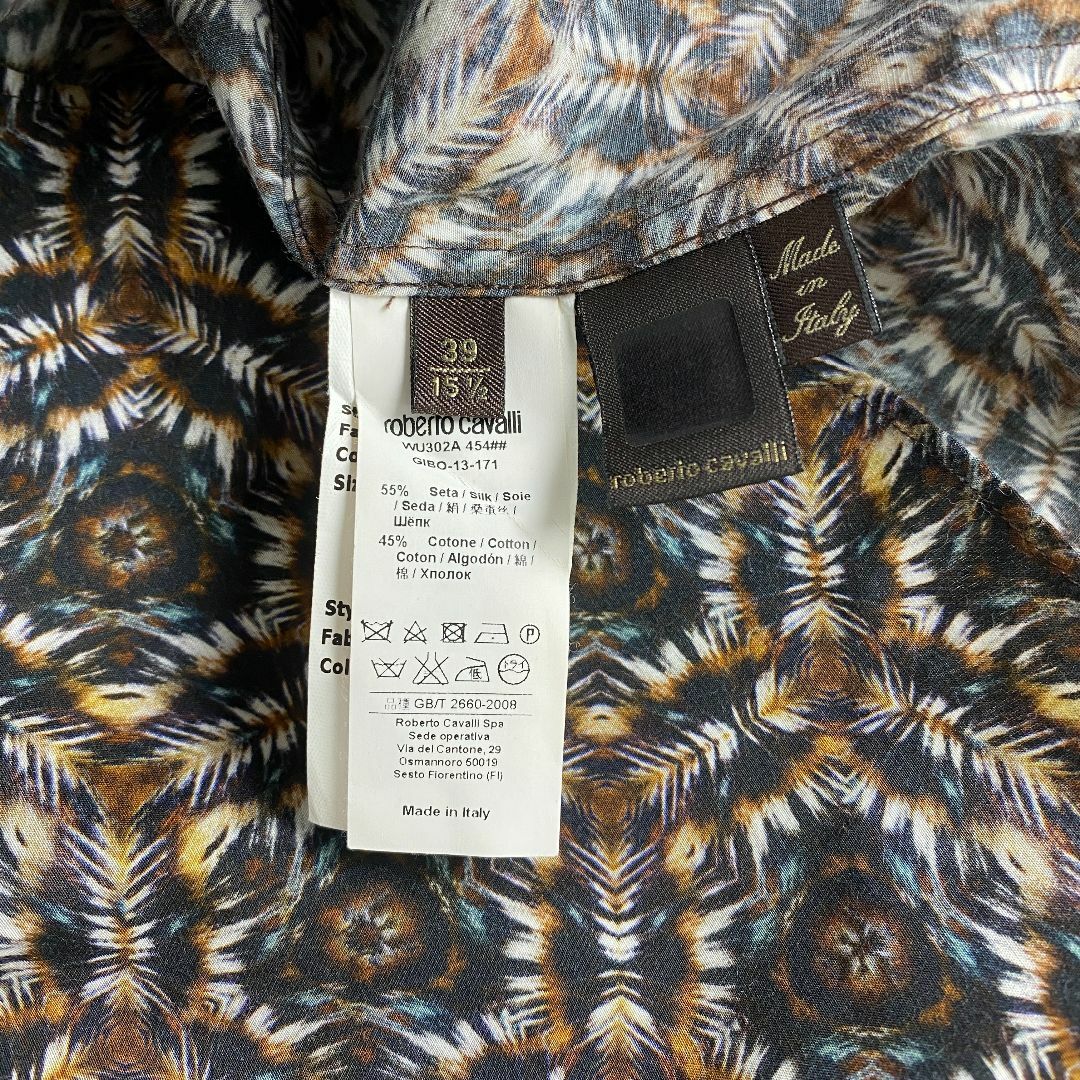 Made
in
Italy
39
15 ½
roberto cavalli
roberto cavalli
WU302A 454##
GIBO-13-171
55% Seta / Silk / Soie
/ Seda / 絹 / 桑蚕丝 /
Шёлк
45% Cotone / Cotton /
Coton / Algodón / 綿 /
棉 / Хлопок
P
低
ドライ
品種 GB/T 2660-2008
Roberto Cavalli Spa
Sede operativa
Via del Cantone, 29
Osmannoro 50019
Sesto Fiorentino (FI)
Made in Italy